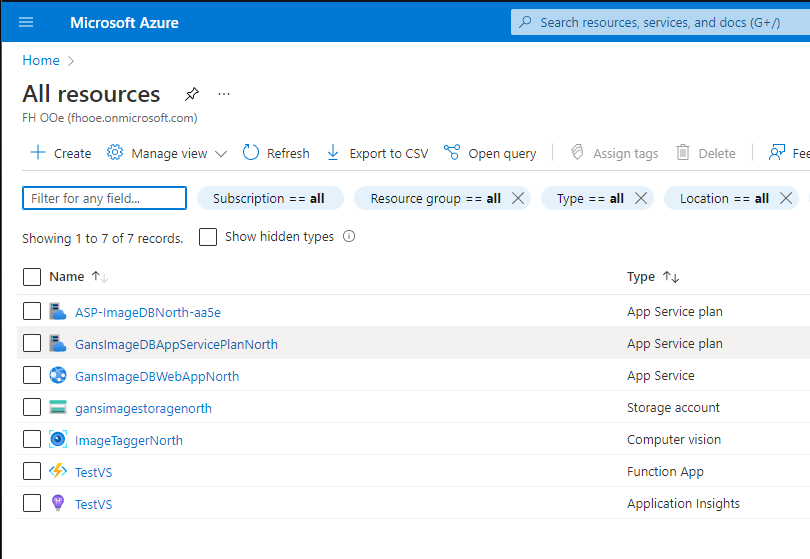 Microsoft Azure
Search resources, services, and docs (G+/)
Home
All resources
FH OOe (fhooe.onmicrosoft.com)
Create Manage view Refresh Export to CSV Open query Assign tags Delete Fee
Filter for any field... Subscription == all Resource group == all Type == all Location == all
Showing 1 to 7 of 7 records. Show hidden types
Name Type
ASP-ImageDBNorth-aa5e App Service plan
GansImageDBAppServicePlanNorth App Service plan
GansImageDBWebAppNorth App Service
gansimagestoragenorth Storage account
ImageTaggerNorth Computer vision
TestVS Function App
TestVS Application Insights